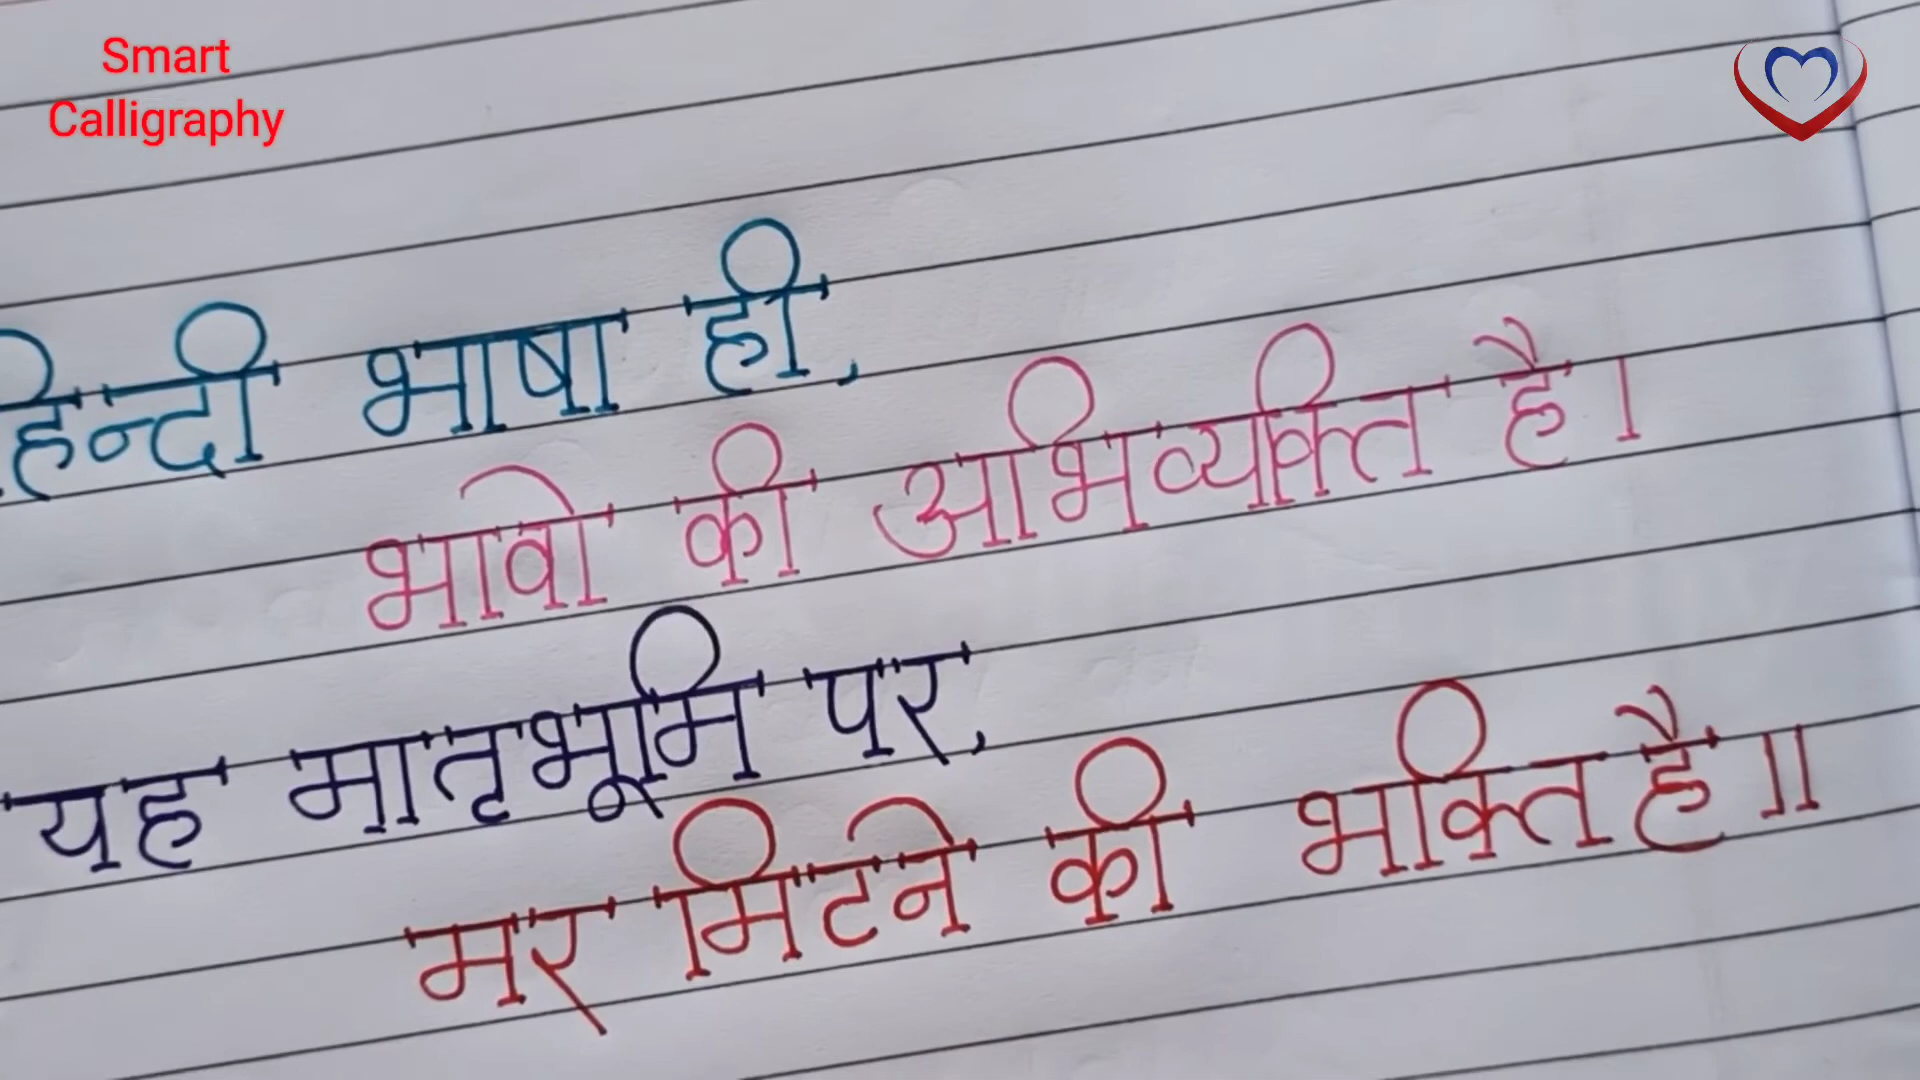 Smart
Calligraphy
हिन्दी भाषा ही,
भावो की अभिव्यक्ति है।
यह मातृभूमि पर,
मर मिटने की भक्ति है॥